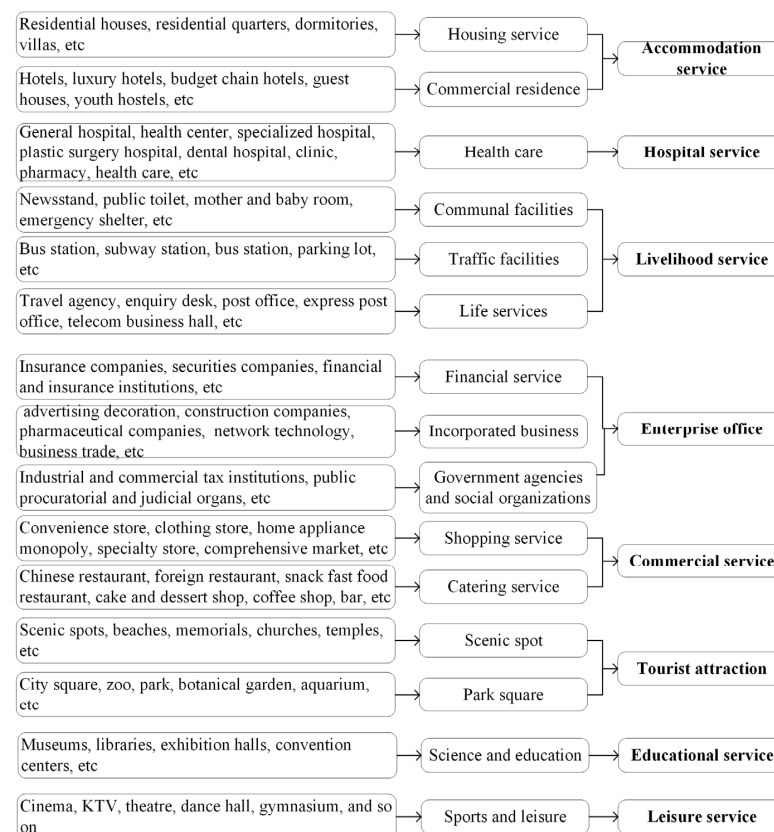 Residential houses, residential quarters, dormitories,
villas, etc
Housing service
Hotels, luxury hotels, budget chain hotels, guest
houses, youth hostels, etc
Commercial residence
Accommodation
service
General hospital, health center, specialized hospital,
plastic surgery hospital, dental hospital, clinic,
pharmacy, health care, etc
Health care
Hospital service
Newsstand, public toilet, mother and baby room,
emergency shelter, etc
Communal facilities
Bus station, subway station, bus station, parking lot,
etc
Traffic facilities
Livelihood service
Travel agency, enquiry desk, post office, express post
office, telecom business hall, etc
Life services
Insurance companies, securities companies, financial
and insurance institutions, etc
Financial service
advertising decoration, construction companies,
pharmaceutical companies, network technology,
business trade, etc
Incorporated business
Enterprise office
Industrial and commercial tax institutions, public
procuratorial and judicial organs, etc
Government agencies
and social organizations
Convenience store, clothing store, home appliance
monopoly, specialty store, comprehensive market, etc
Shopping service
Chinese restaurant, foreign restaurant, snack fast food
restaurant, cake and dessert shop, coffee shop, bar, etc
Catering service
Commercial service
Scenic spots, beaches, memorials, churches, temples,
etc
Scenic spot
City square, zoo, park, botanical garden, aquarium,
etc
Park square
Tourist attraction
Museums, libraries, exhibition halls, convention
centers, etc
Science and education
Educational service
Cinema, KTV, theatre, dance hall, gymnasium, and so
on
Sports and leisure
Leisure service